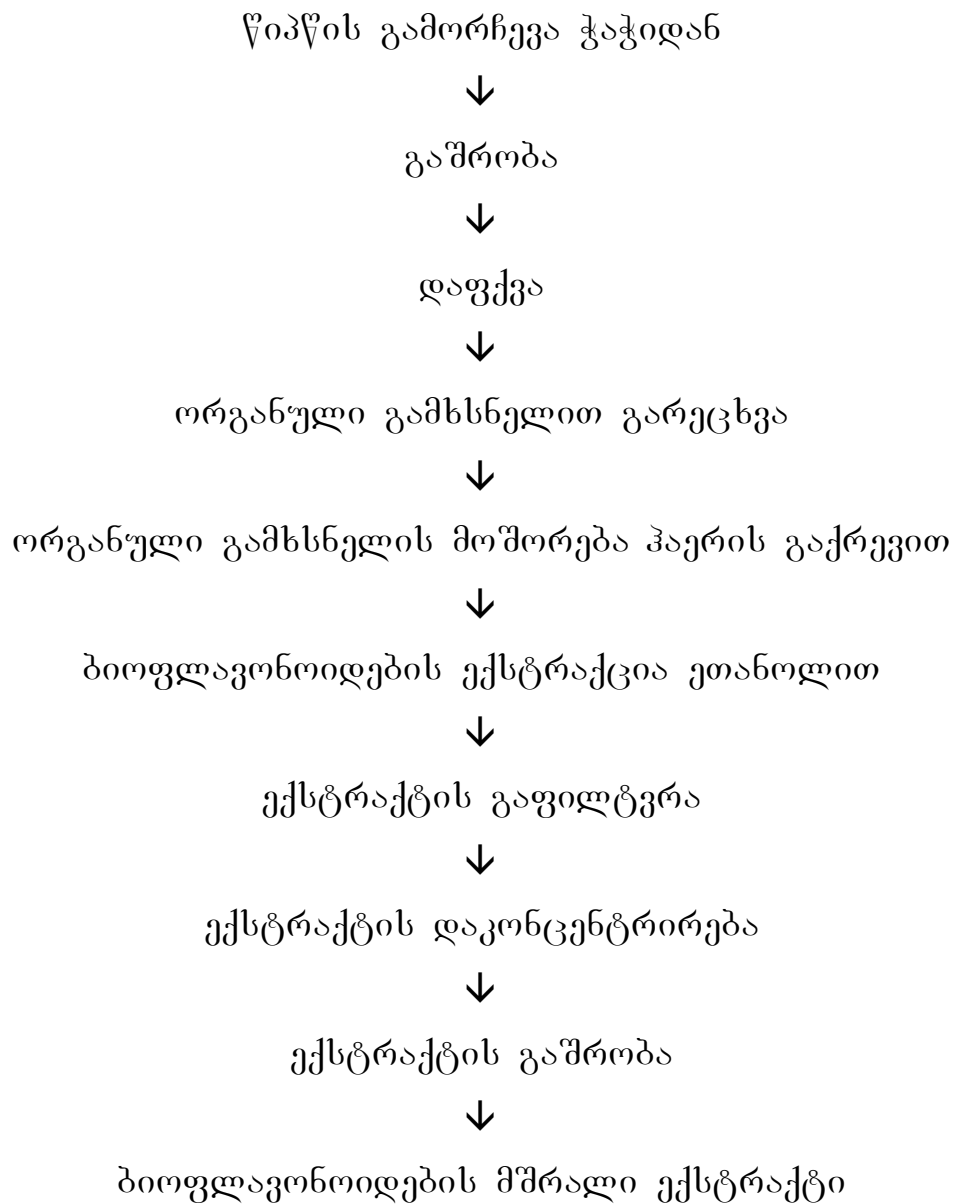 წიპწის გამორჩევა ჭაჭიდან
↓
გაშრობა
↓
დაფქვა
↓
ორგანული გამხსნელით გარეცხვა
↓
ორგანული გამხსნელის მოშორება ჰაერის გაქრევით
↓
ბიოფლავონოიდების ექსტრაქცია ეთანოლით
↓
ექსტრაქტის გაფილტვრა
↓
ექსტრაქტის დაკონცენტრირება
↓
ექსტრაქტის გაშრობა
↓
ბიოფლავონოიდების მშრალი ექსტრაქტი